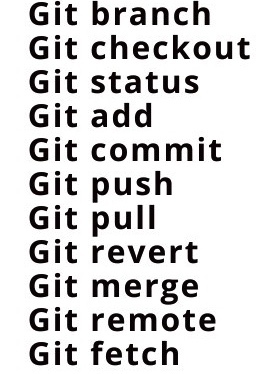 Git branch
Git checkout
Git status
Git add
Git commit
Git push
Git pull
Git revert
Git merge
Git remote
Git fetch